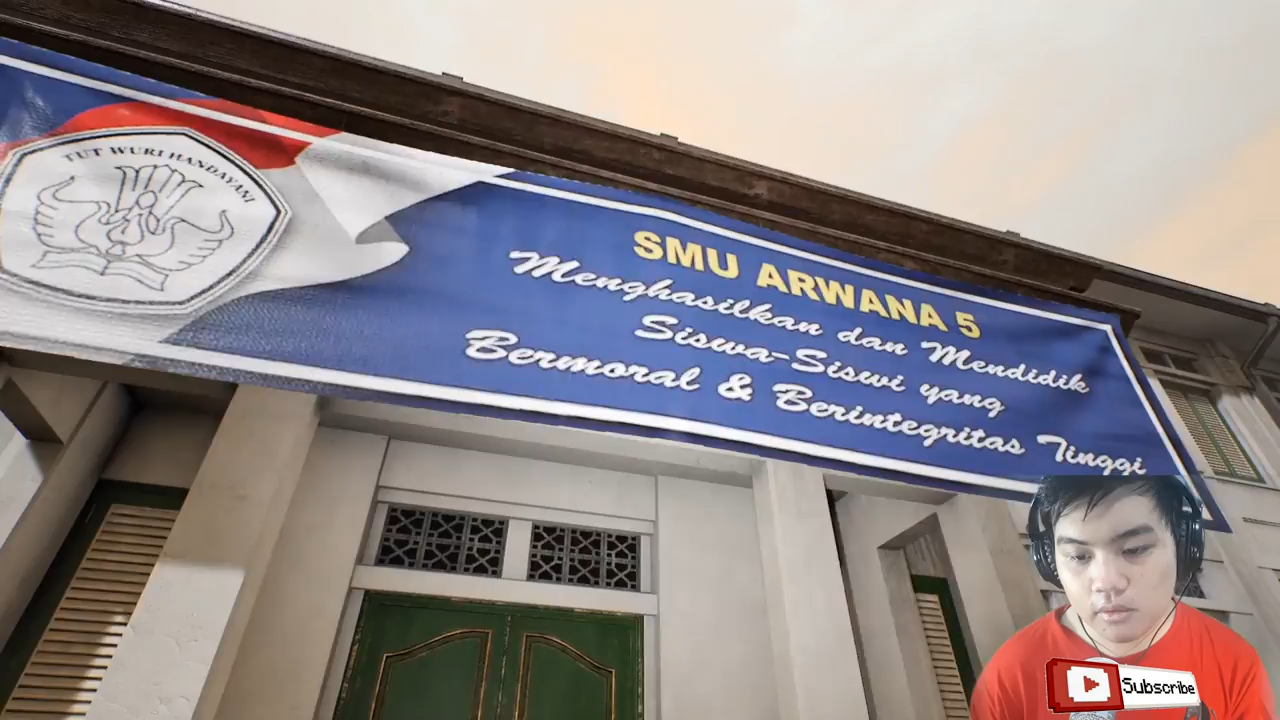 TUT WURI HANDAYANI
SMU ARWANA 5
Menghasilkan dan Mendidik
Siswa-Siswi yang
Bermoral & Berintegritas Tinggi
Subscribe